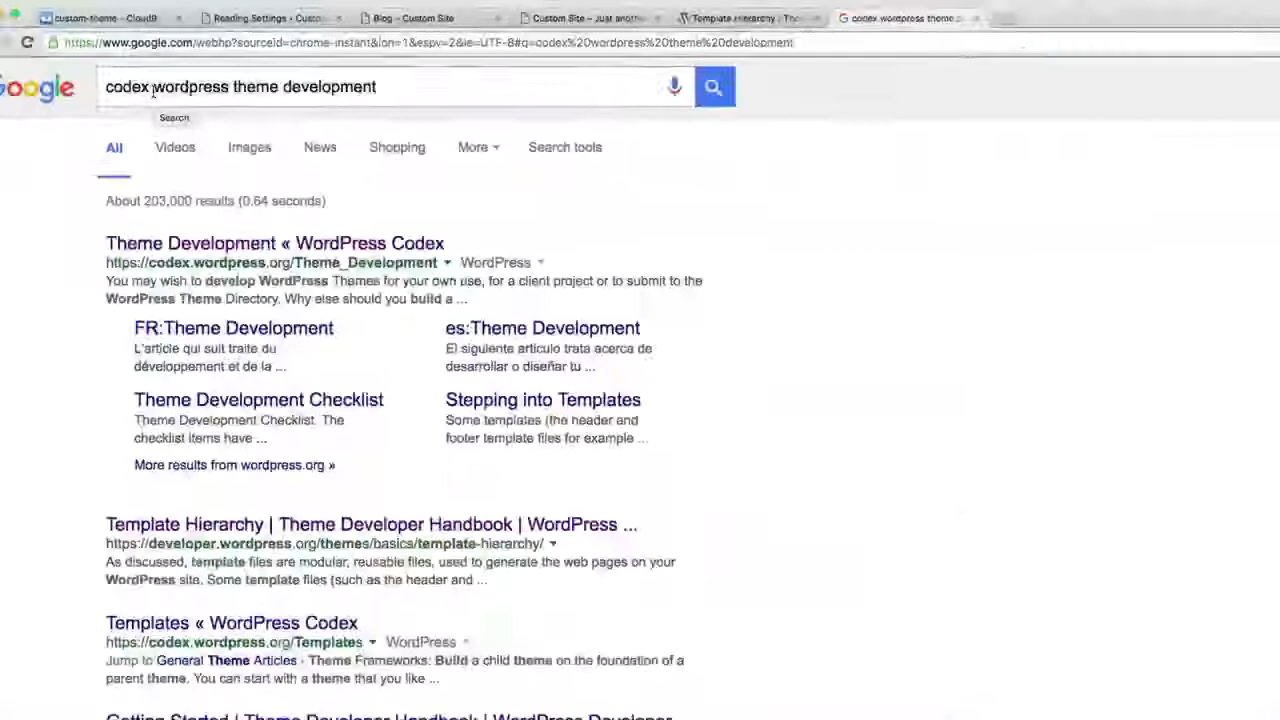 custom-theme - Cloud9
Reading Settings ‹ Custo
Blog – Custom Site
Custom Site – Just anoth
Template Hierarchy | The
codex wordpress theme
https://www.google.com/webhp?sourceid=chrome-instant&ion=1&espv=2&ie=UTF-8#q=codex%20wordpress%20theme%20development
Google
codex wordpress theme development
Search
All Videos Images News Shopping More Search tools
About 203,000 results (0.64 seconds)
Theme Development « WordPress Codex
https://codex.wordpress.org/Theme_Development WordPress
You may wish to develop WordPress Themes for your own use, for a client project or to submit to the
WordPress Theme Directory. Why else should you build a ...
FR:Theme Development
L'article qui suit traite du
développement et de la ...
es:Theme Development
El siguiente articulo trata acerca de
desarrollar o diseñar tu ...
Theme Development Checklist
Theme Development Checklist. The
checklist items have ...
Stepping into Templates
Some templates (the header and
footer template files for example ...
More results from wordpress.org »
Template Hierarchy | Theme Developer Handbook | WordPress ...
https://developer.wordpress.org/themes/basics/template-hierarchy/
As discussed, template files are modular, reusable files, used to generate the web pages on your
WordPress site. Some template files (such as the header and ...
Templates « WordPress Codex
https://codex.wordpress.org/Templates WordPress
Jump to General Theme Articles - Theme Frameworks: Build a child theme on the foundation of a
parent theme. You can start with a theme that you like ...
Getting Started | Theme Developer Handbook | WordPress Developer